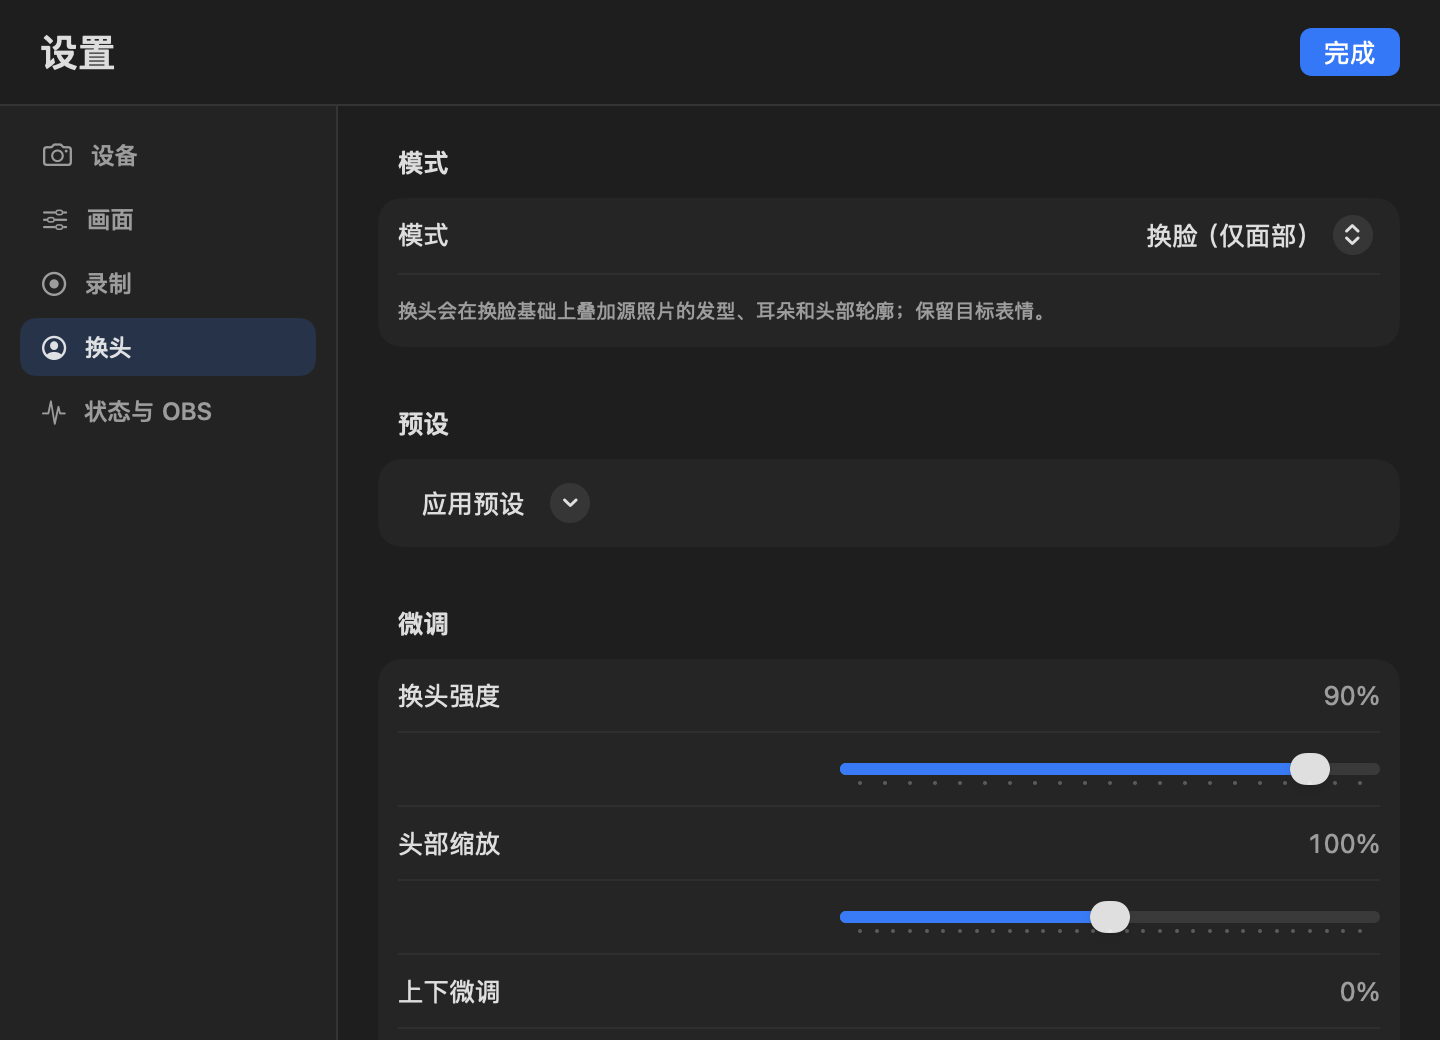 设置
完成
设备
画面
录制
换头
状态与 OBS
模式
模式
换脸（仅面部）
换头会在换脸基础上叠加源照片的发型、耳朵和头部轮廓；保留目标表情。
预设
应用预设
微调
换头强度
90%
头部缩放
100%
上下微调
0%